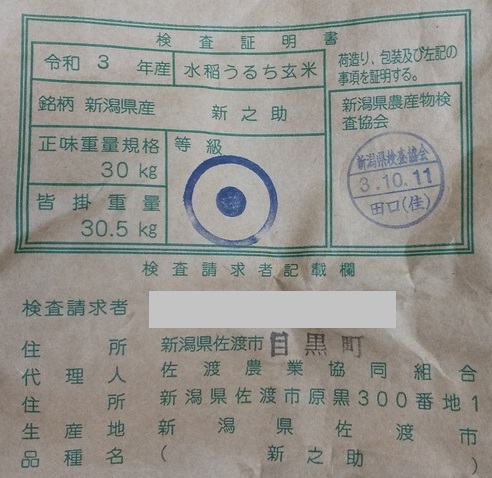 検査証明書
令和 3 年産 水稲うるち玄米
銘柄 新潟県産 新之助
正味重量規格
30 kg
皆掛重量
30.5 kg
等級
荷造り、包装及び左記の
事項を証明する。
新潟県農産物検
査協会
新潟県検査協会
3.10.11
田口(佳)
検査請求者記載欄
検査請求者
住所 新潟県佐渡市目黒町
代理人 佐渡農業協同組合
住所 新潟県佐渡市原黒300番地1
生産地 新潟県佐渡市
品種名 ( 新之助 )